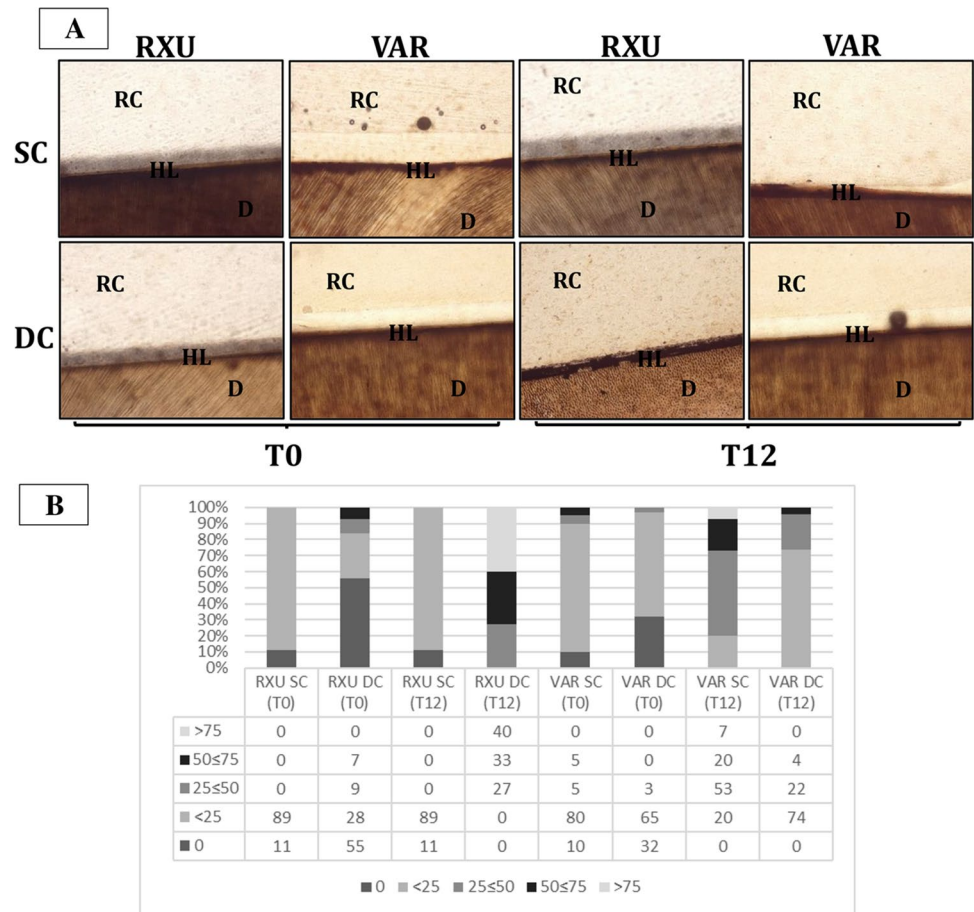 A
RXU VAR RXU VAR
SC
RC RC RC RC
HL HL HL HL
D D D D
DC
RC RC RC RC
HL HL HL HL
D D D D
T0 T12
B
100%
90%
80%
70%
60%
50%
40%
30%
20%
10%
0%
RXU SC (T0) RXU DC (T0) RXU SC (T12) RXU DC (T12) VAR SC (T0) VAR DC (T0) VAR SC (T12) VAR DC (T12)
>75 0 0 0 40 0 0 7 0
50≤75 0 7 0 33 5 0 20 4
25≤50 0 9 0 27 5 3 53 22
<25 89 28 89 0 80 65 20 74
0 11 55 11 0 10 32 0 0
0 <25 25≤50 50≤75 >75